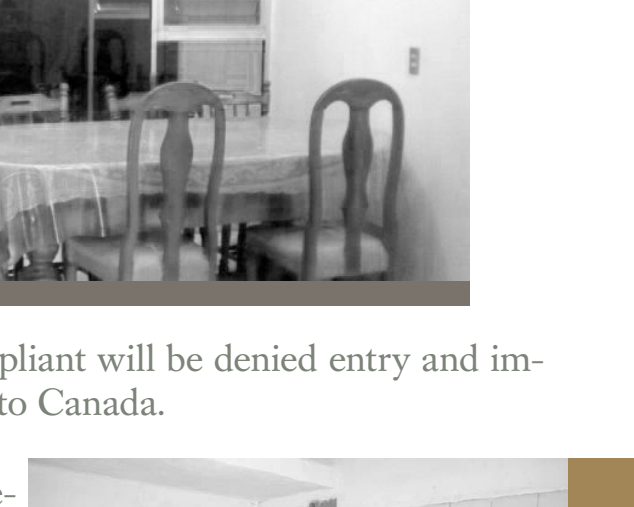 pliant will be denied entry and im-
to Canada.
e-